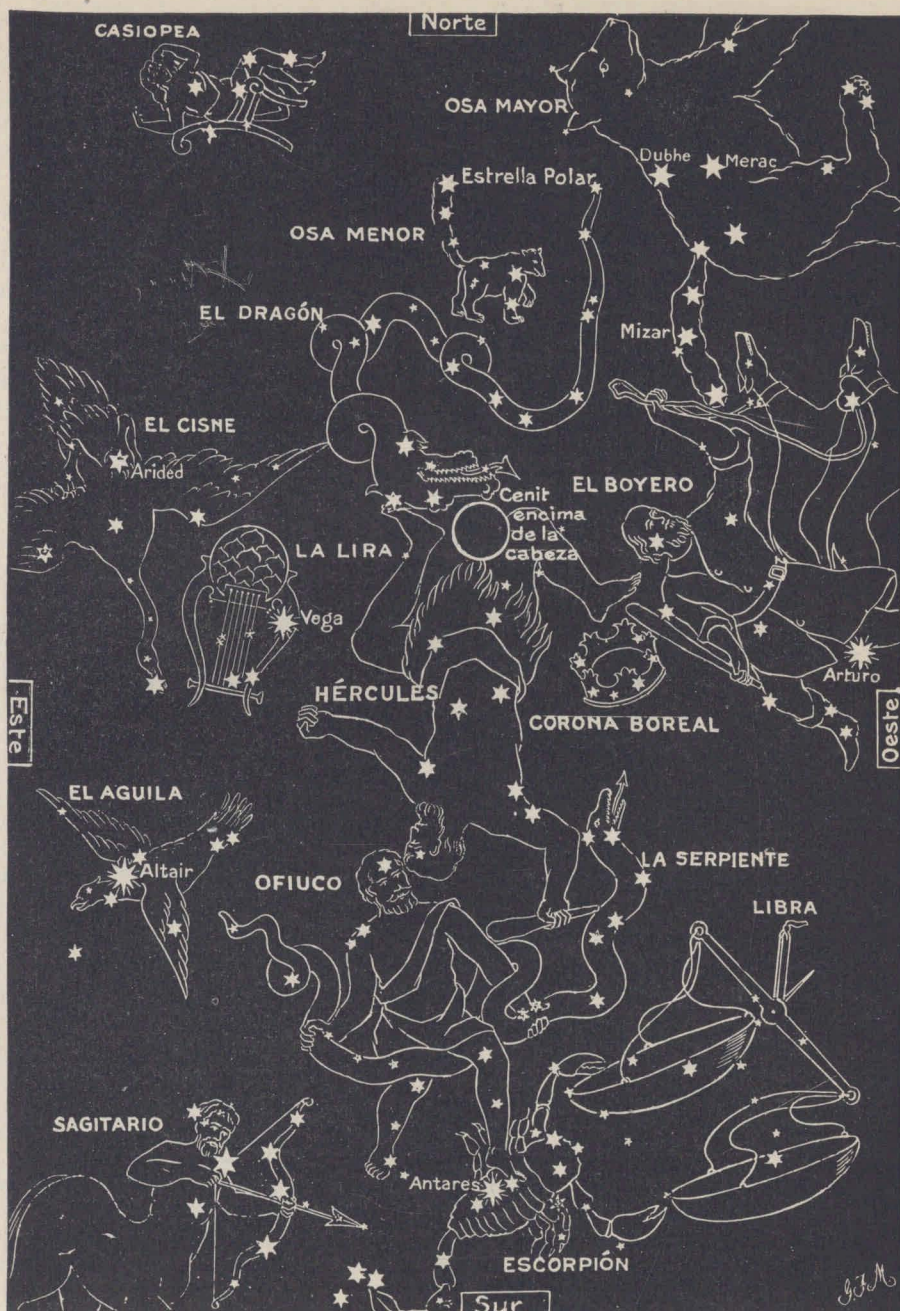 Norte
CASIOPEA
OSA MAYOR
Dubhe
Merac
Estrella Polar
OSA MENOR
EL DRAGÓN
Mizar
EL CISNE
Arided
EL BOYERO
Cenit
encima
de la
cabeza
LA LIRA
Vega
Arturo
HÉRCULES
CORONA BOREAL
Este
Oeste
EL AGUILA
Altair
OFIUCO
LA SERPIENTE
LIBRA
SAGITARIO
Antares
ESCORPIÓN
Sur